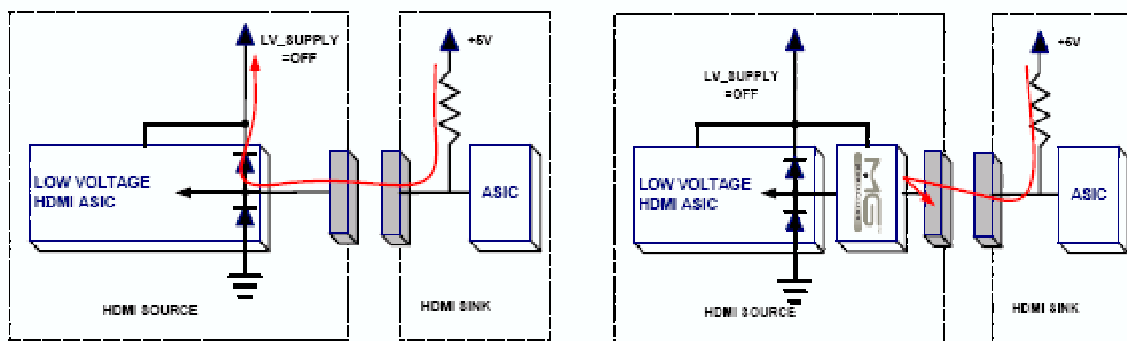 LV_SUPPLY
=OFF
+5V
LOW VOLTAGE
HDMI ASIC
ASIC
HDMI SOURCE
HDMI SINK
LV_SUPPLY
=OFF
+5V
LOW VOLTAGE
HDMI ASIC
MG
ASIC
HDMI SOURCE
HDMI SINK